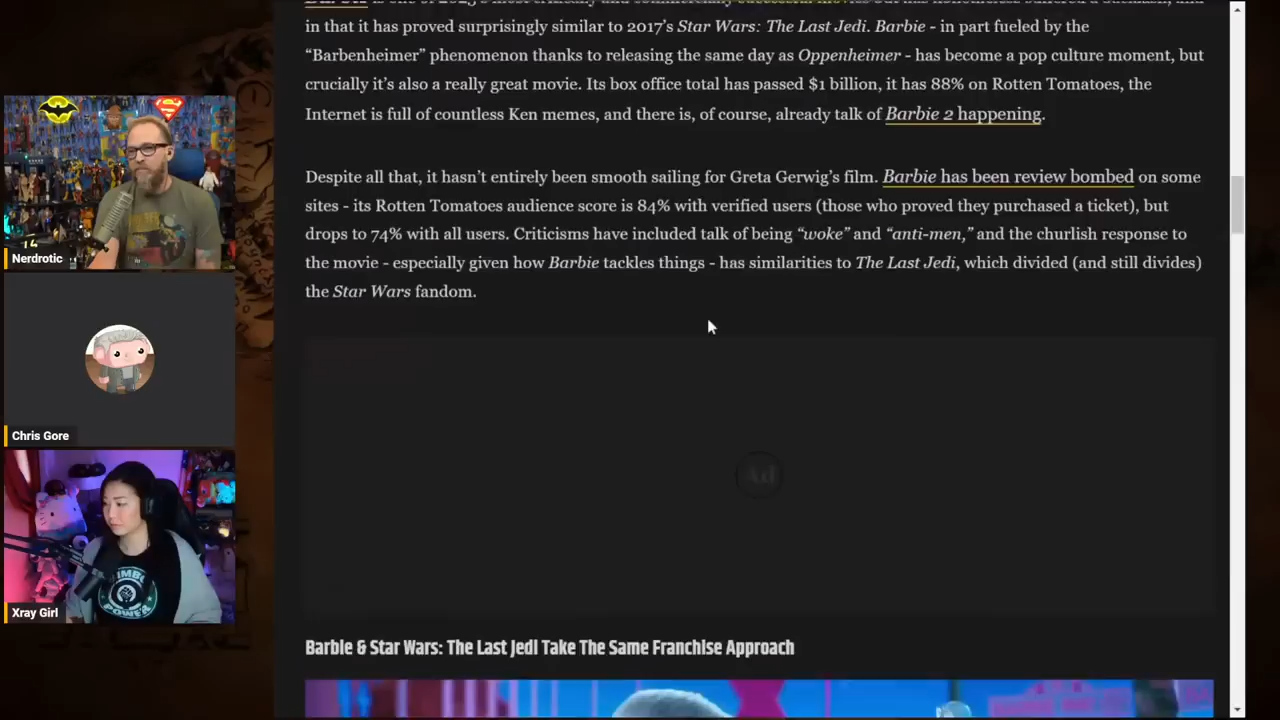 in that it has proved surprisingly similar to 2017's Star Wars: The Last Jedi. Barbie - in part fueled by the
"Barbenheimer" phenomenon thanks to releasing the same day as Oppenheimer - has become a pop culture moment, but
crucially it's also a really great movie. Its box office total has passed $1 billion, it has 88% on Rotten Tomatoes, the
Internet is full of countless Ken memes, and there is, of course, already talk of Barbie 2 happening.
Despite all that, it hasn't entirely been smooth sailing for Greta Gerwig's film. Barbie has been review bombed on some
sites - its Rotten Tomatoes audience score is 84% with verified users (those who proved they purchased a ticket), but
drops to 74% with all users. Criticisms have included talk of being "woke" and "anti-men," and the churlish response to
the movie - especially given how Barbie tackles things - has similarities to The Last Jedi, which divided (and still divides)
the Star Wars fandom.
Ad
Barbie & Star Wars: The Last Jedi Take The Same Franchise Approach
Nerdrotic
Chris Gore
POWER
Xray Girl